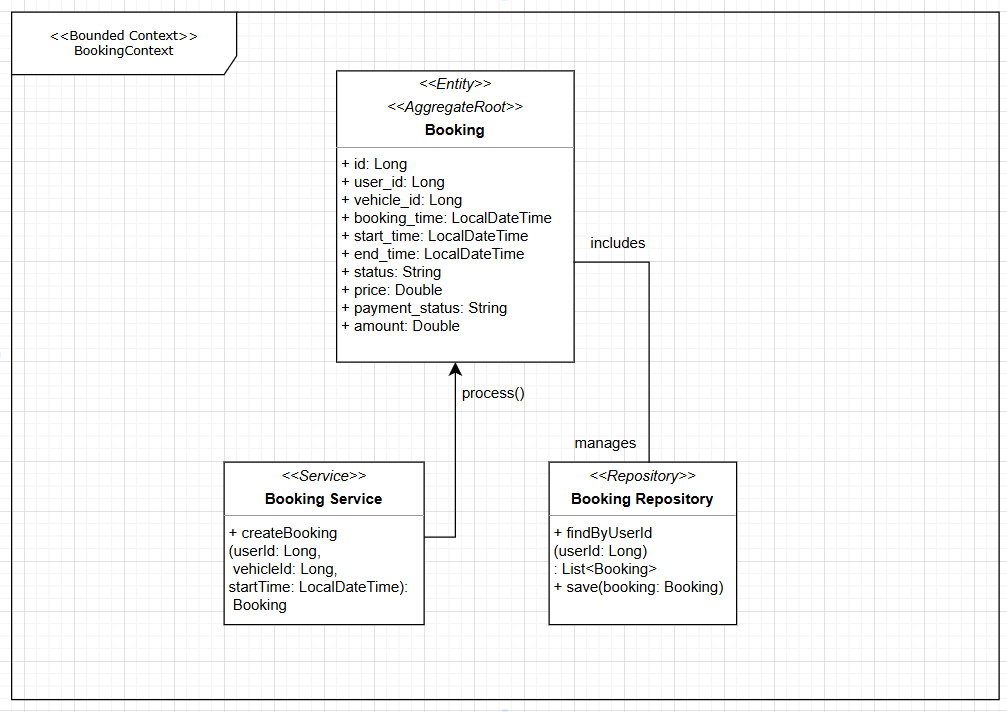 <<Bounded Context>>
BookingContext
<<Entity>>
<<AggregateRoot>>
Booking
+ id: Long
+ user_id: Long
+ vehicle_id: Long
+ booking_time: LocalDateTime
+ start_time: LocalDateTime
+ end_time: LocalDateTime
+ status: String
+ price: Double
+ payment_status: String
+ amount: Double
includes
process()
manages
<<Service>>
Booking Service
+ createBooking
(userId: Long,
vehicleId: Long,
startTime: LocalDateTime):
Booking
<<Repository>>
Booking Repository
+ findByUserId
(userId: Long)
: List<Booking>
+ save(booking: Booking)